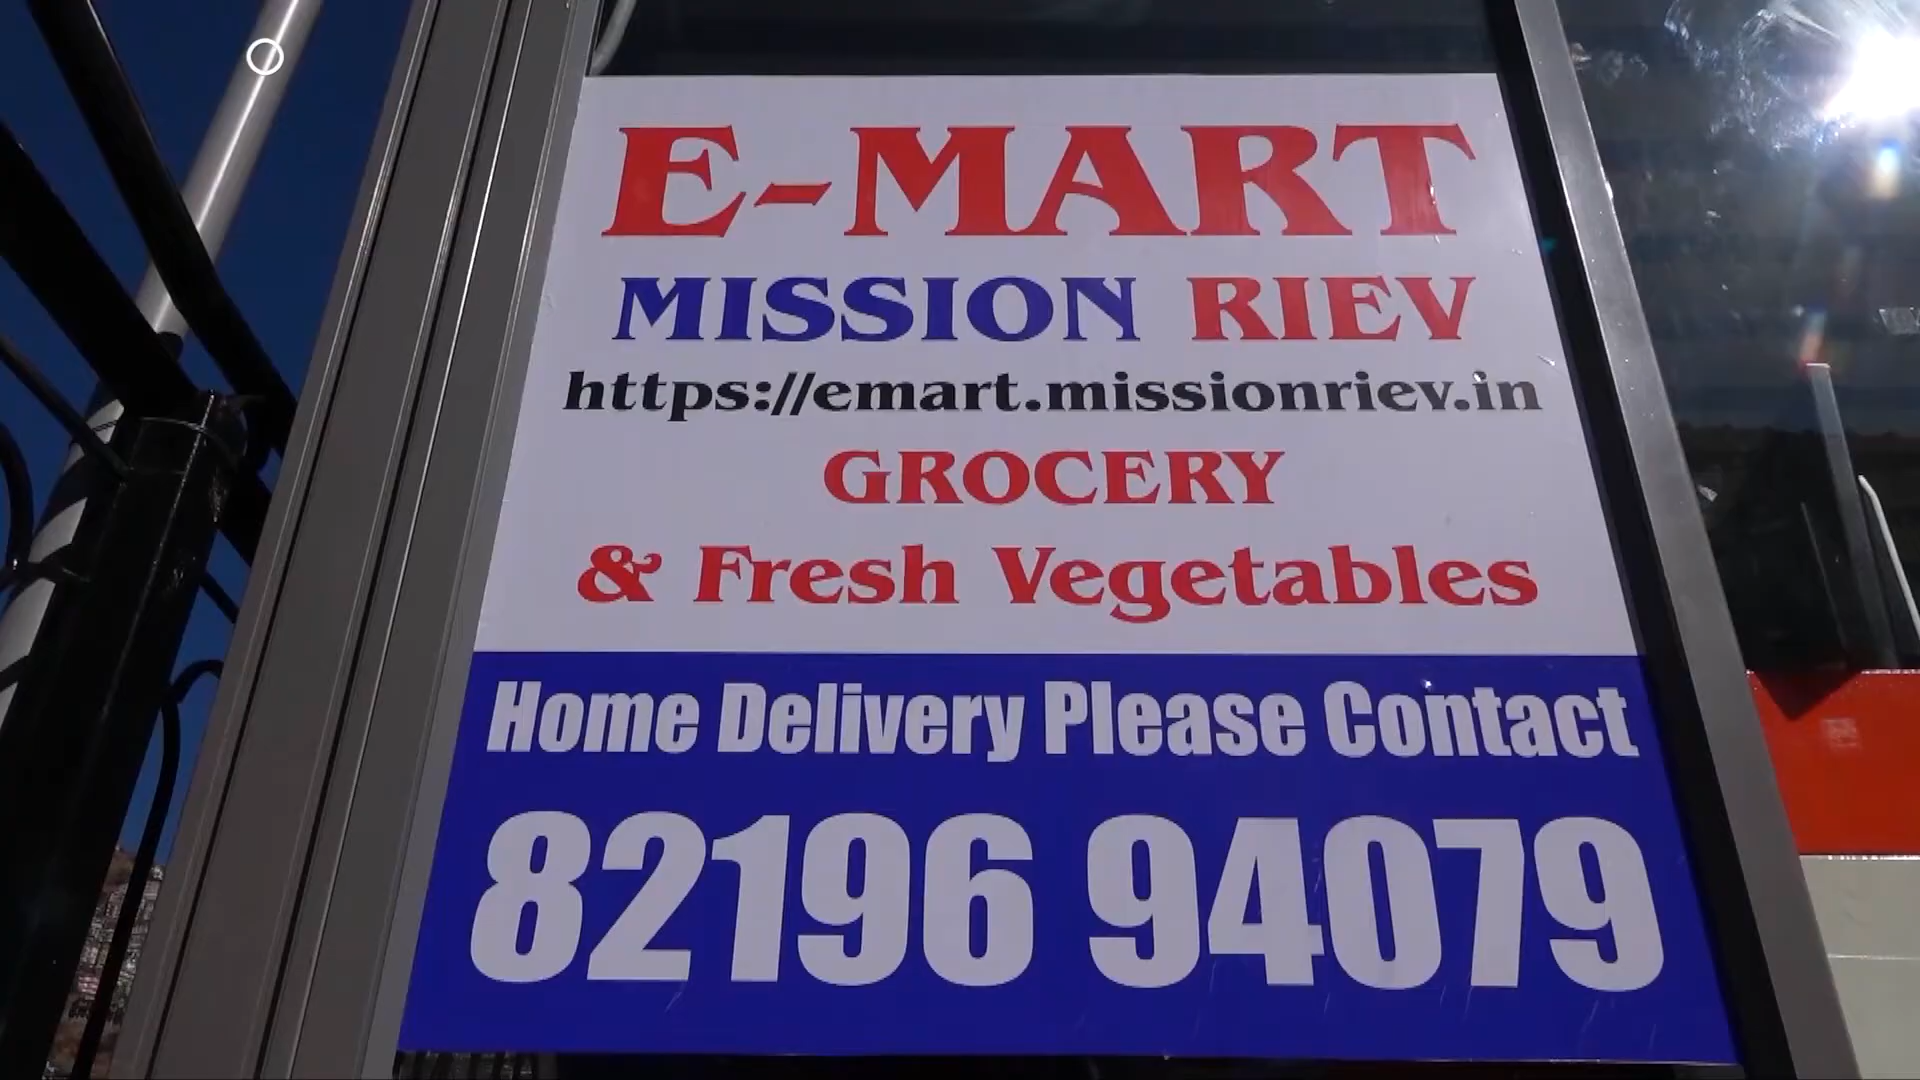 E-MART
MISSION RIEV
https://emart.missionriev.in
GROCERY
& Fresh Vegetables
Home Delivery Please Contact
82196 94079